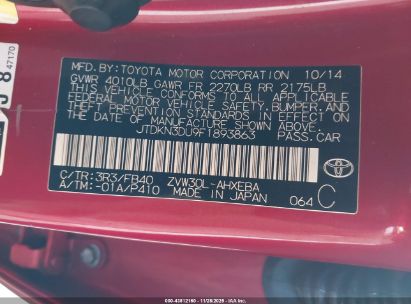 MFD. BY: TOYOTA MOTOR CORPORATION 10/14
GVWR 4010LB GAWR FR 2270LB RR 2175LB
THIS VEHICLE CONFORMS TO ALL APPLICABLE
FEDERAL MOTOR VEHICLE SAFETY, BUMPER, AND
THEFT PREVENTION STANDARDS IN EFFECT ON
THE DATE OF MANUFACTURE SHOWN ABOVE.
JTDKN3DU9F1893863 PASS.CAR
C/TR: 3R3/FB40 ZVW30L-AHXEBA
A/TM: -01A/P410 MADE IN JAPAN 064 C
47170